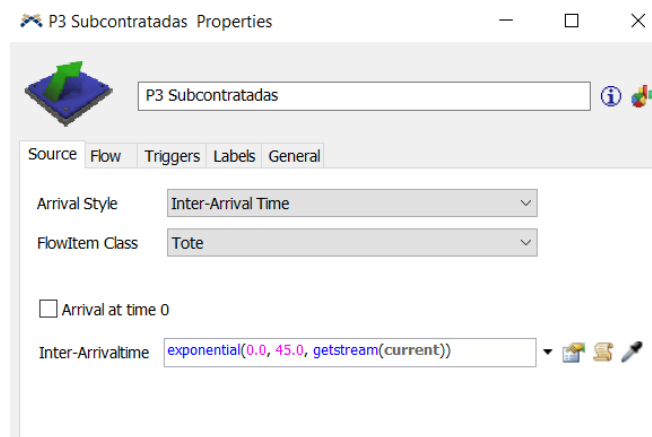 P3 Subcontratadas Properties
P3 Subcontratadas
Source Flow Triggers Labels General
Arrival Style Inter-Arrival Time
FlowItem Class Tote
Arrival at time 0
Inter-Arrivaltime exponential(0.0, 45.0, getstream(current))